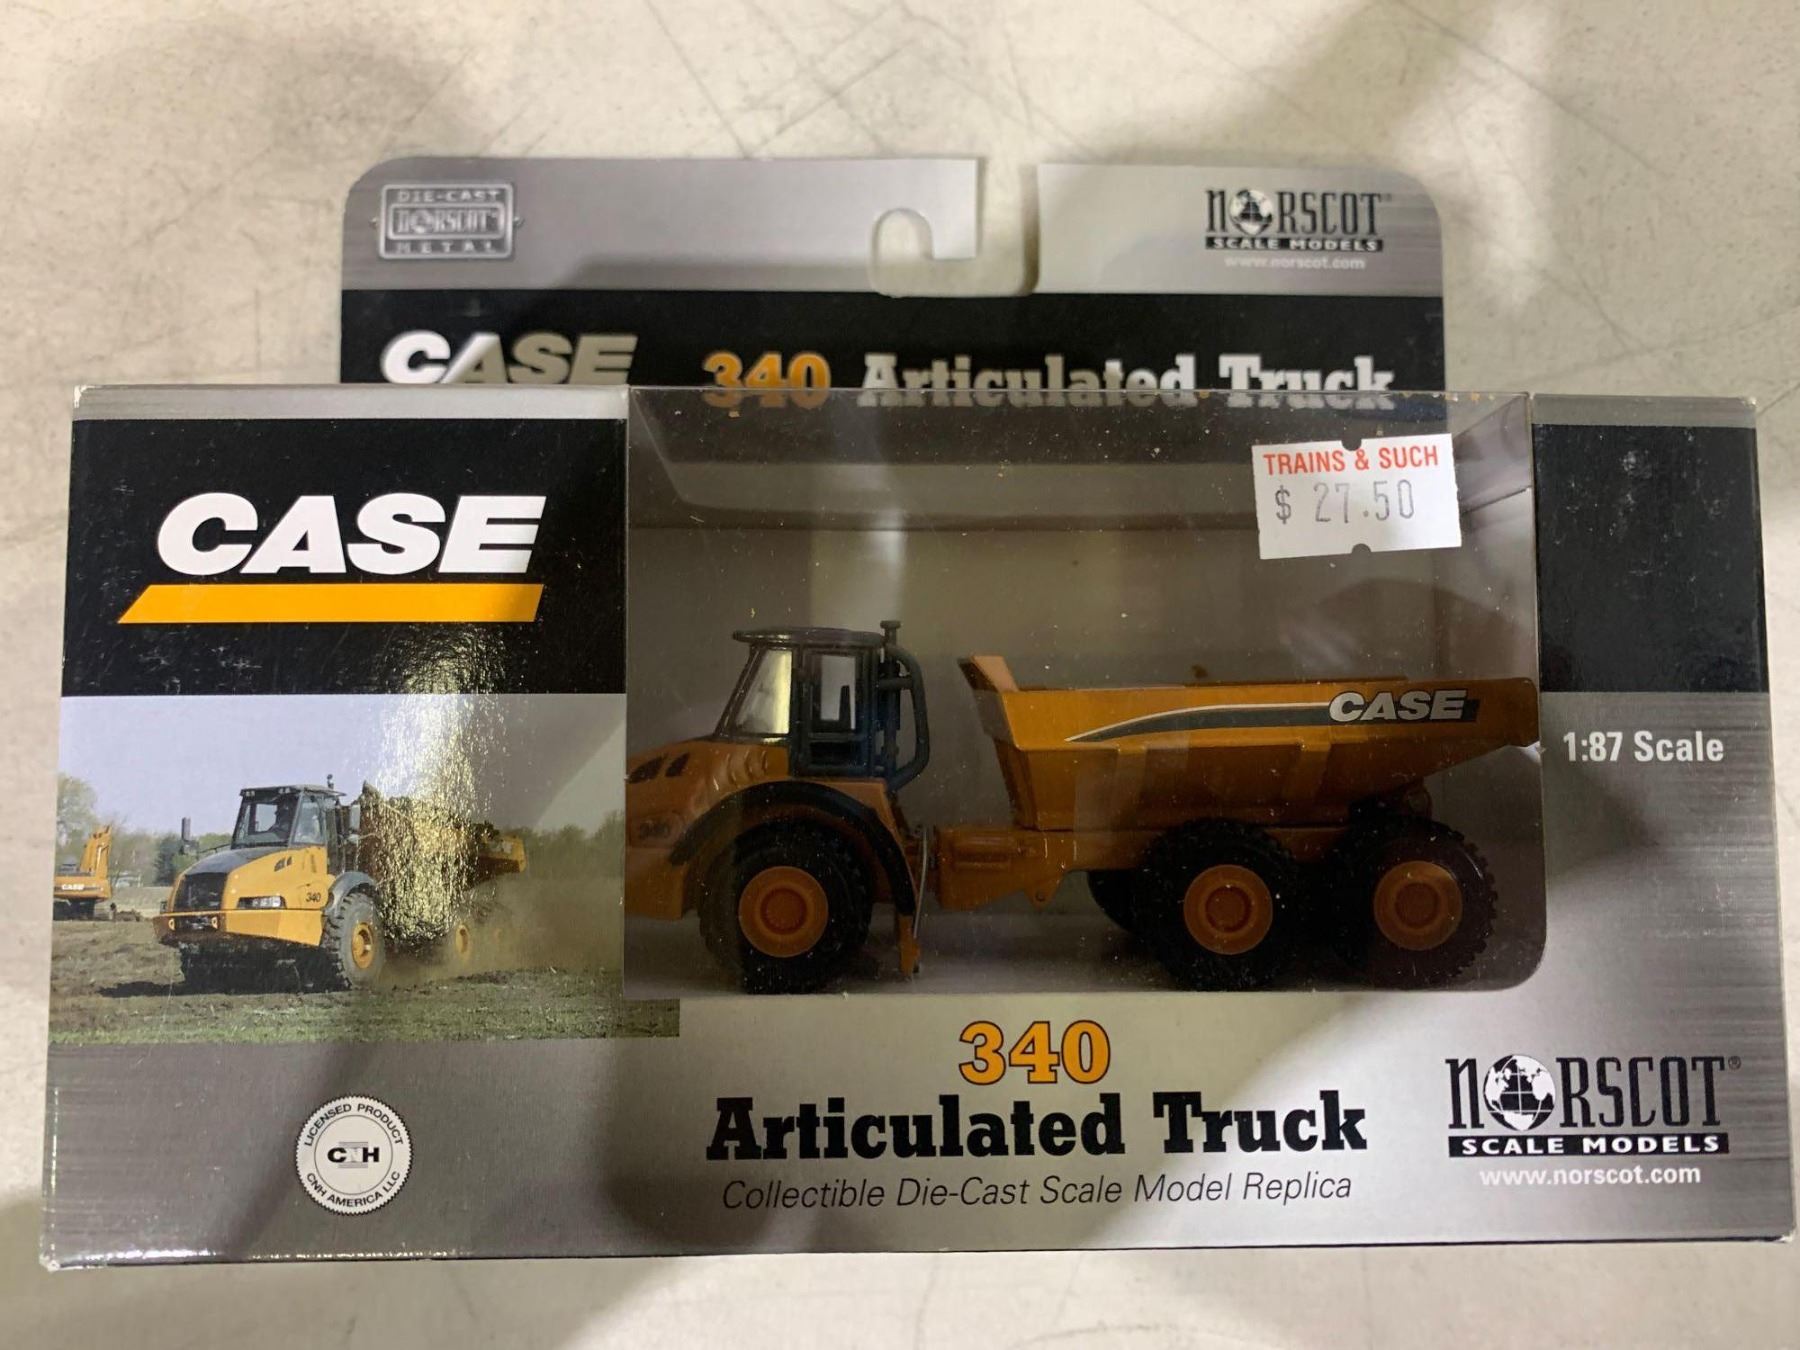 DIE-CAST
NORSCOT
METAL
NORSCOT
SCALE MODELS
www.norscot.com
CASE
340 Articulated Truck
TRAINS & SUCH
$ 27.50
CASE
CASE
1:87 Scale
340
CASE
340
340
Articulated Truck
Collectible Die-Cast Scale Model Replica
LICENSED PRODUCT
CNH
CNH AMERICA LLC
NORSCOT®
SCALE MODELS
www.norscot.com